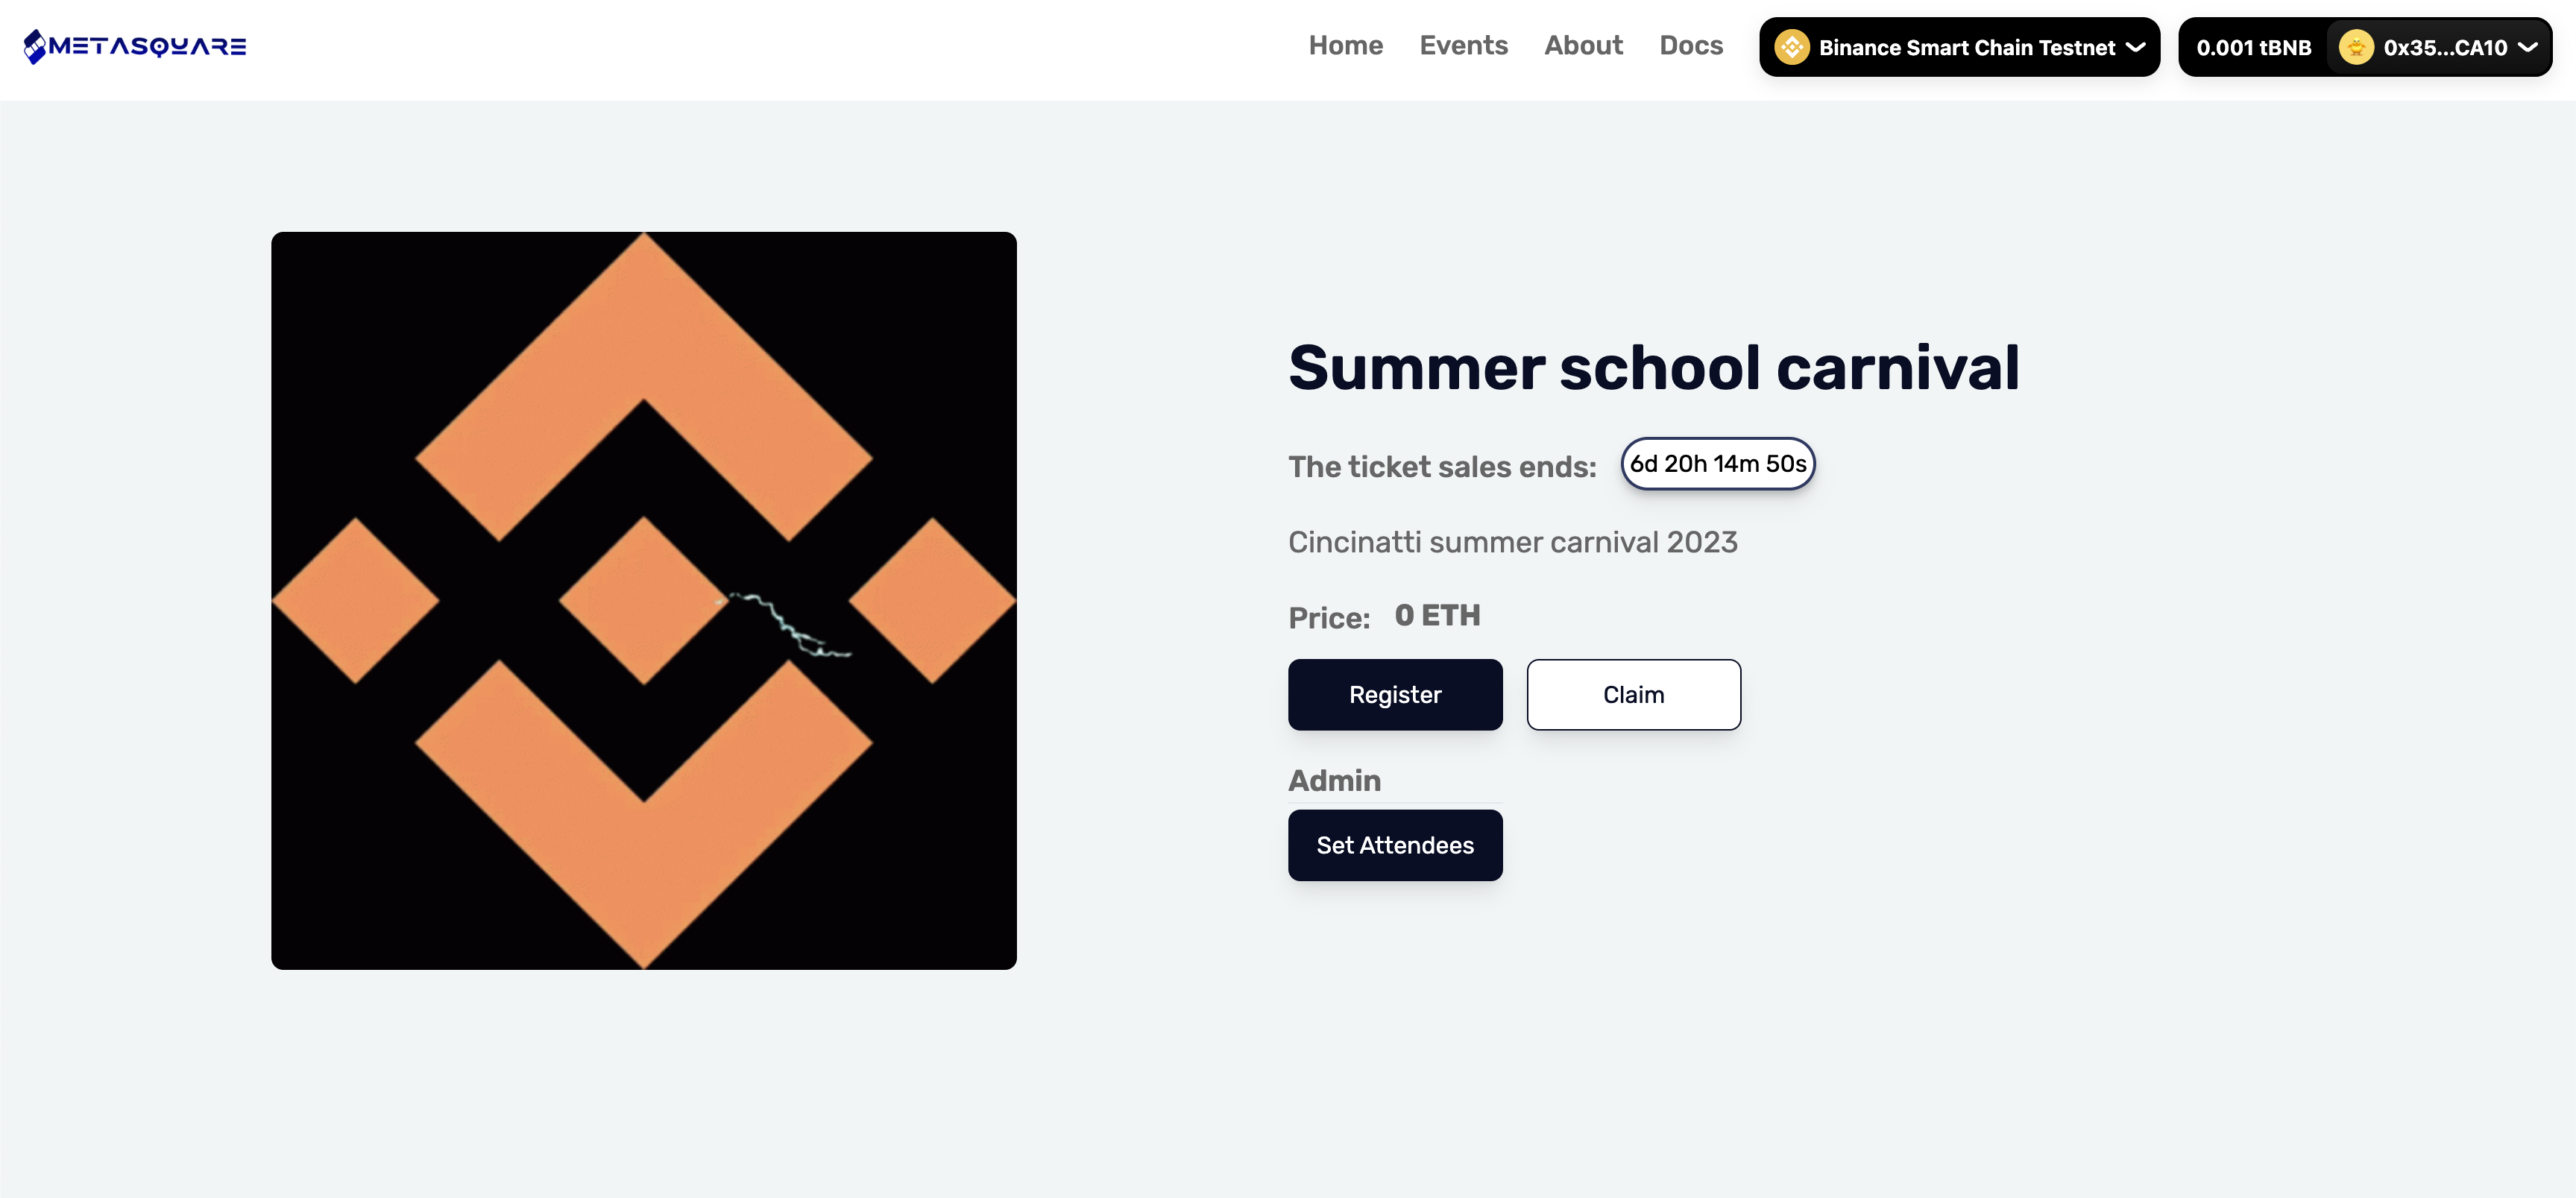 METASQUARE
Home Events About Docs Binance Smart Chain Testnet 0.001 tBNB 0x35...CA10
Summer school carnival
The ticket sales ends: 6d 20h 14m 50s
Cincinatti summer carnival 2023
Price: 0 ETH
Register Claim
Admin
Set Attendees